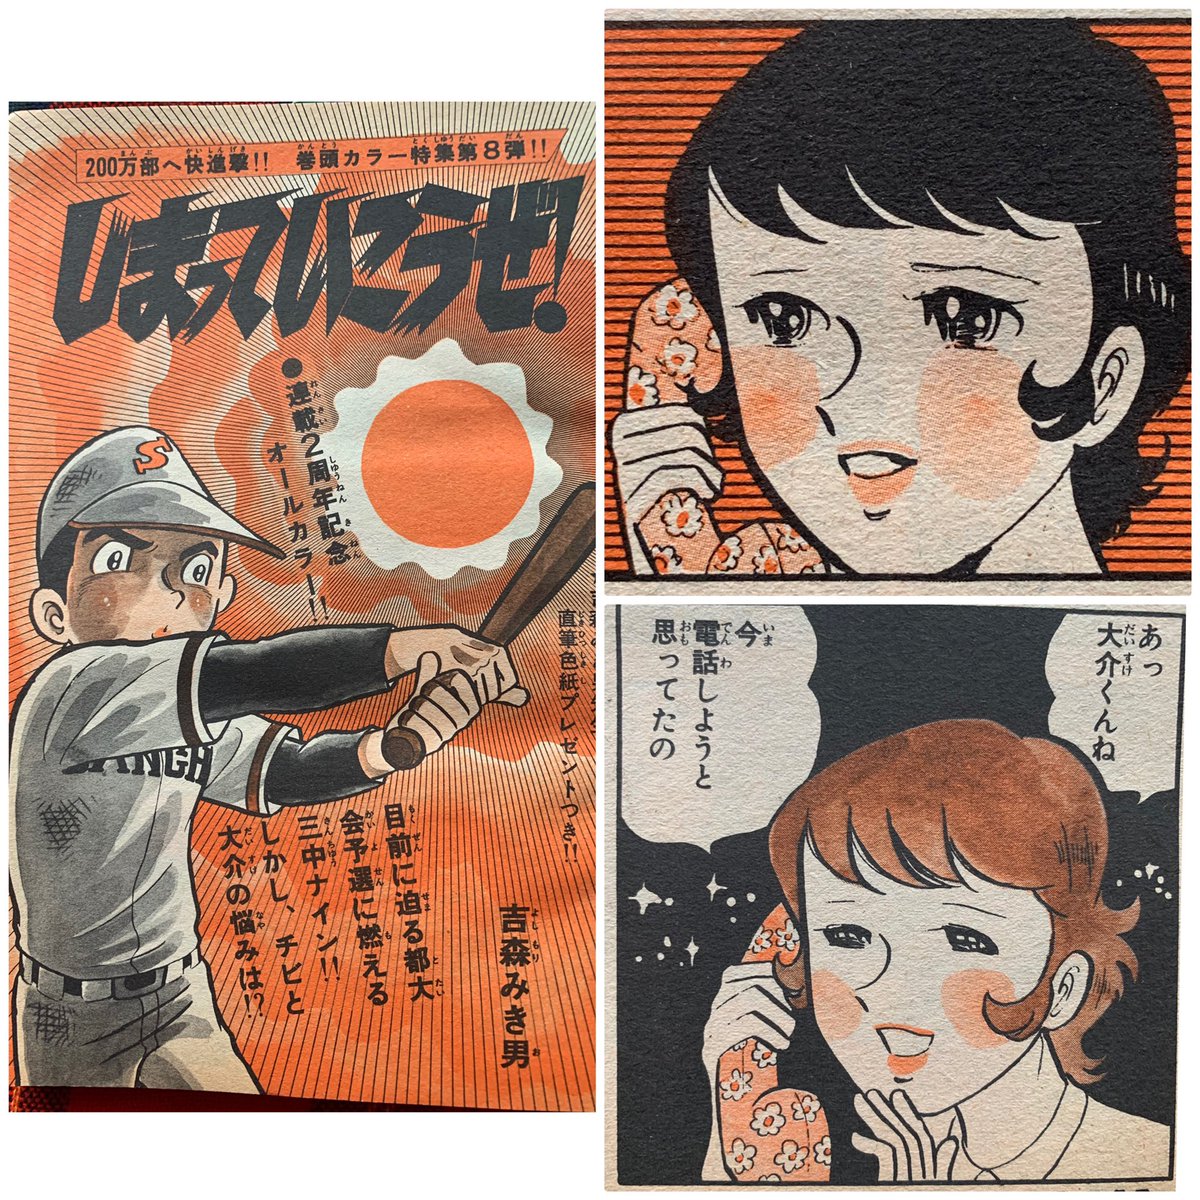 200万部へ快進撃!! 巻頭カラー特集第8弾!!
しまっていこうぜ!
●連載2周年記念
オールカラー!!
直筆色紙プレゼントつき!!
S
吉森みき男
目前に迫る都大
会予選に燃える
三中ナイン!!
しかし、チビと
大介の悩みは!?
あっ
大介くんね
今
電話しようと
思ってたの